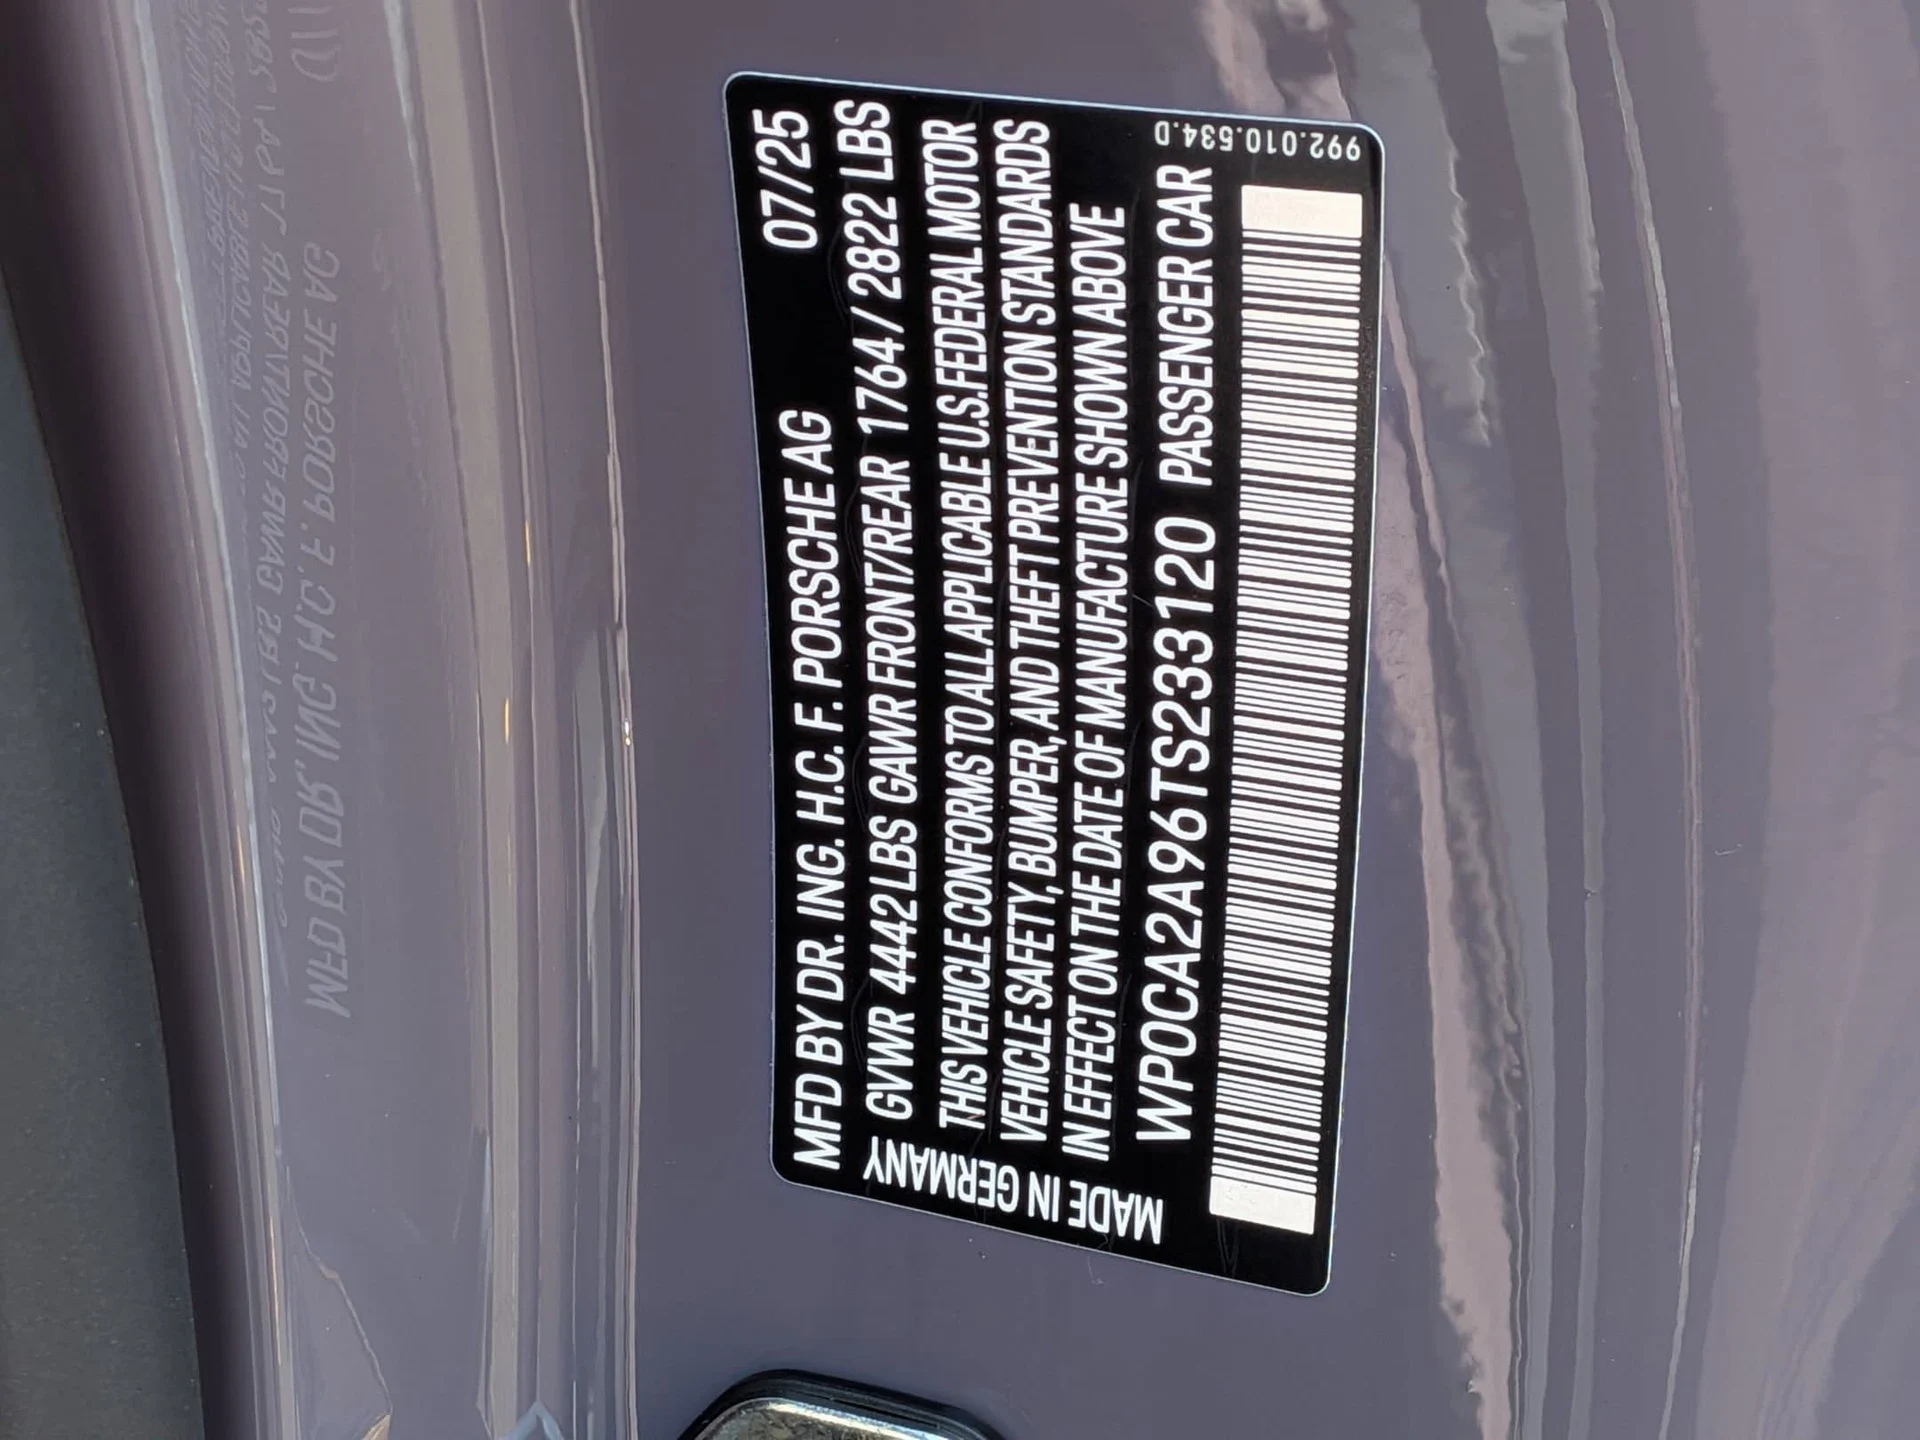 MFD BY DR. ING. H.C. F. PORSCHE AG 07/25
GVWR 4442 LBS GAWR FRONT/REAR 1764 / 2822 LBS
THIS VEHICLE CONFORMS TO ALL APPLICABLE U.S. FEDERAL MOTOR
VEHICLE SAFETY, BUMPER, AND THEFT PREVENTION STANDARDS
IN EFFECT ON THE DATE OF MANUFACTURE SHOWN ABOVE
WP0CA2A96TS233120 PASSENGER CAR
MADE IN GERMANY
992.010.534.D